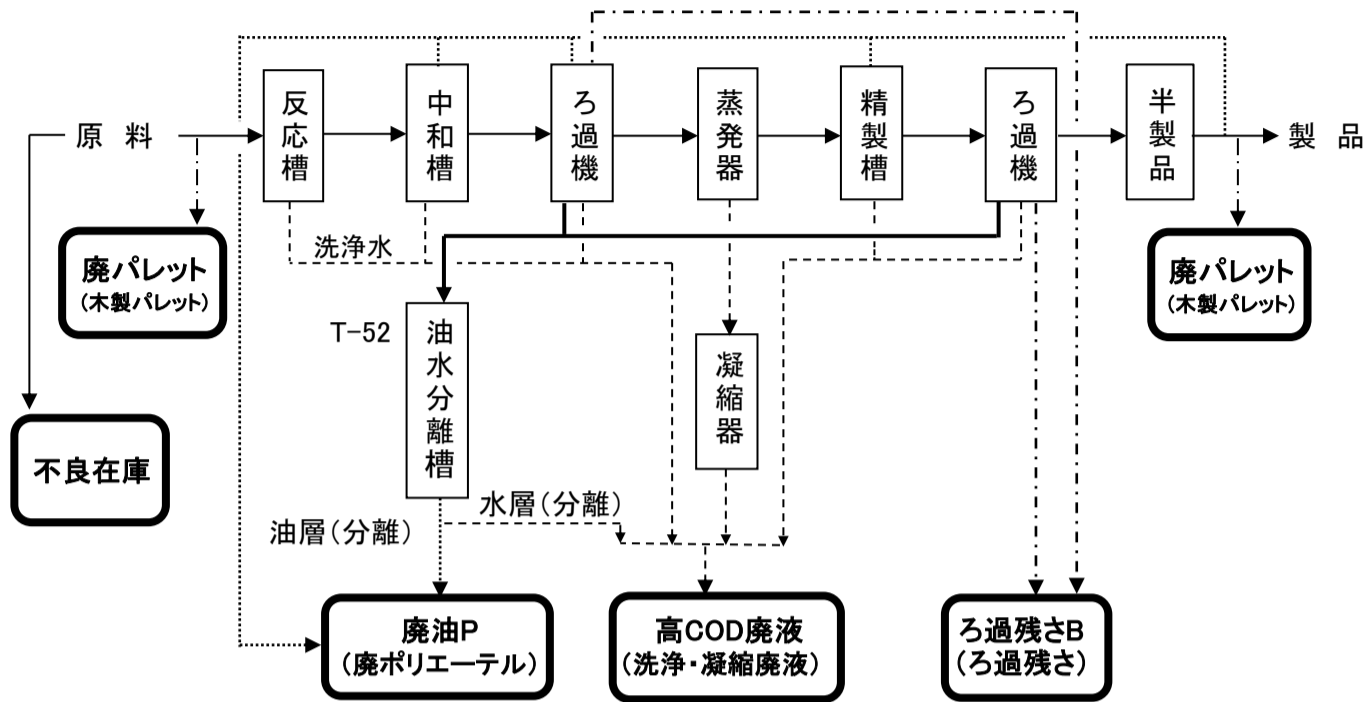 原料
反応槽
中和槽
ろ過機
蒸発器
精製槽
ろ過機
半製品
製品
洗浄水
廃パレット
(木製パレット)
廃パレット
(木製パレット)
T-52
油水分離槽
凝縮器
不良在庫
水層(分離)
油層(分離)
廃油P
(廃ポリエーテル)
高COD廃液
(洗浄・凝縮廃液)
ろ過残さB
(ろ過残さ)